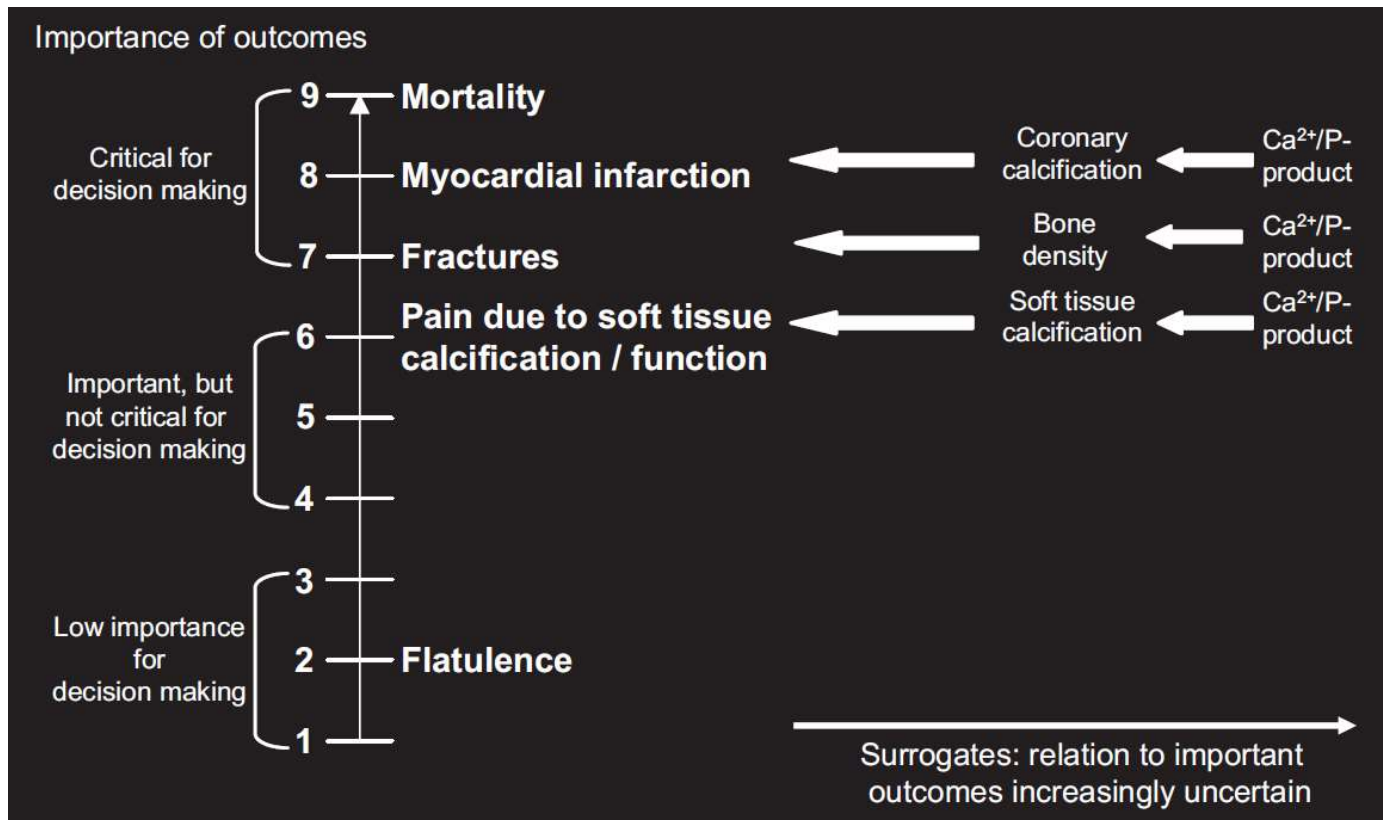 Importance of outcomes
9
Mortality
Critical for
decision making
8
Myocardial infarction
7
Fractures
Coronary
calcification
Ca²⁺/P-
product
Bone
density
Ca²⁺/P-
product
Soft tissue
calcification
Ca²⁺/P-
product
6
Pain due to soft tissue
calcification / function
Important, but
not critical for
decision making
5
4
3
Low importance
for
decision making
2
Flatulence
1
Surrogates: relation to important
outcomes increasingly uncertain